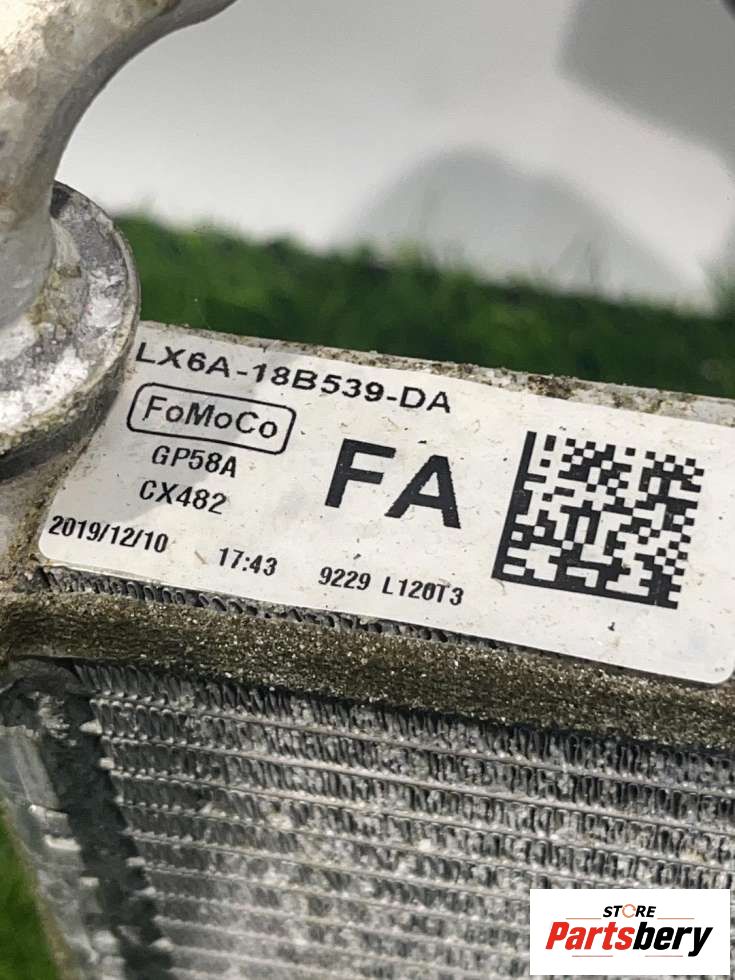 LX6A-18B539-DA
FoMoCo
GP58A
CX482
FA
2019/12/10 17:43 9229 L120T3
STORE
Partsbery